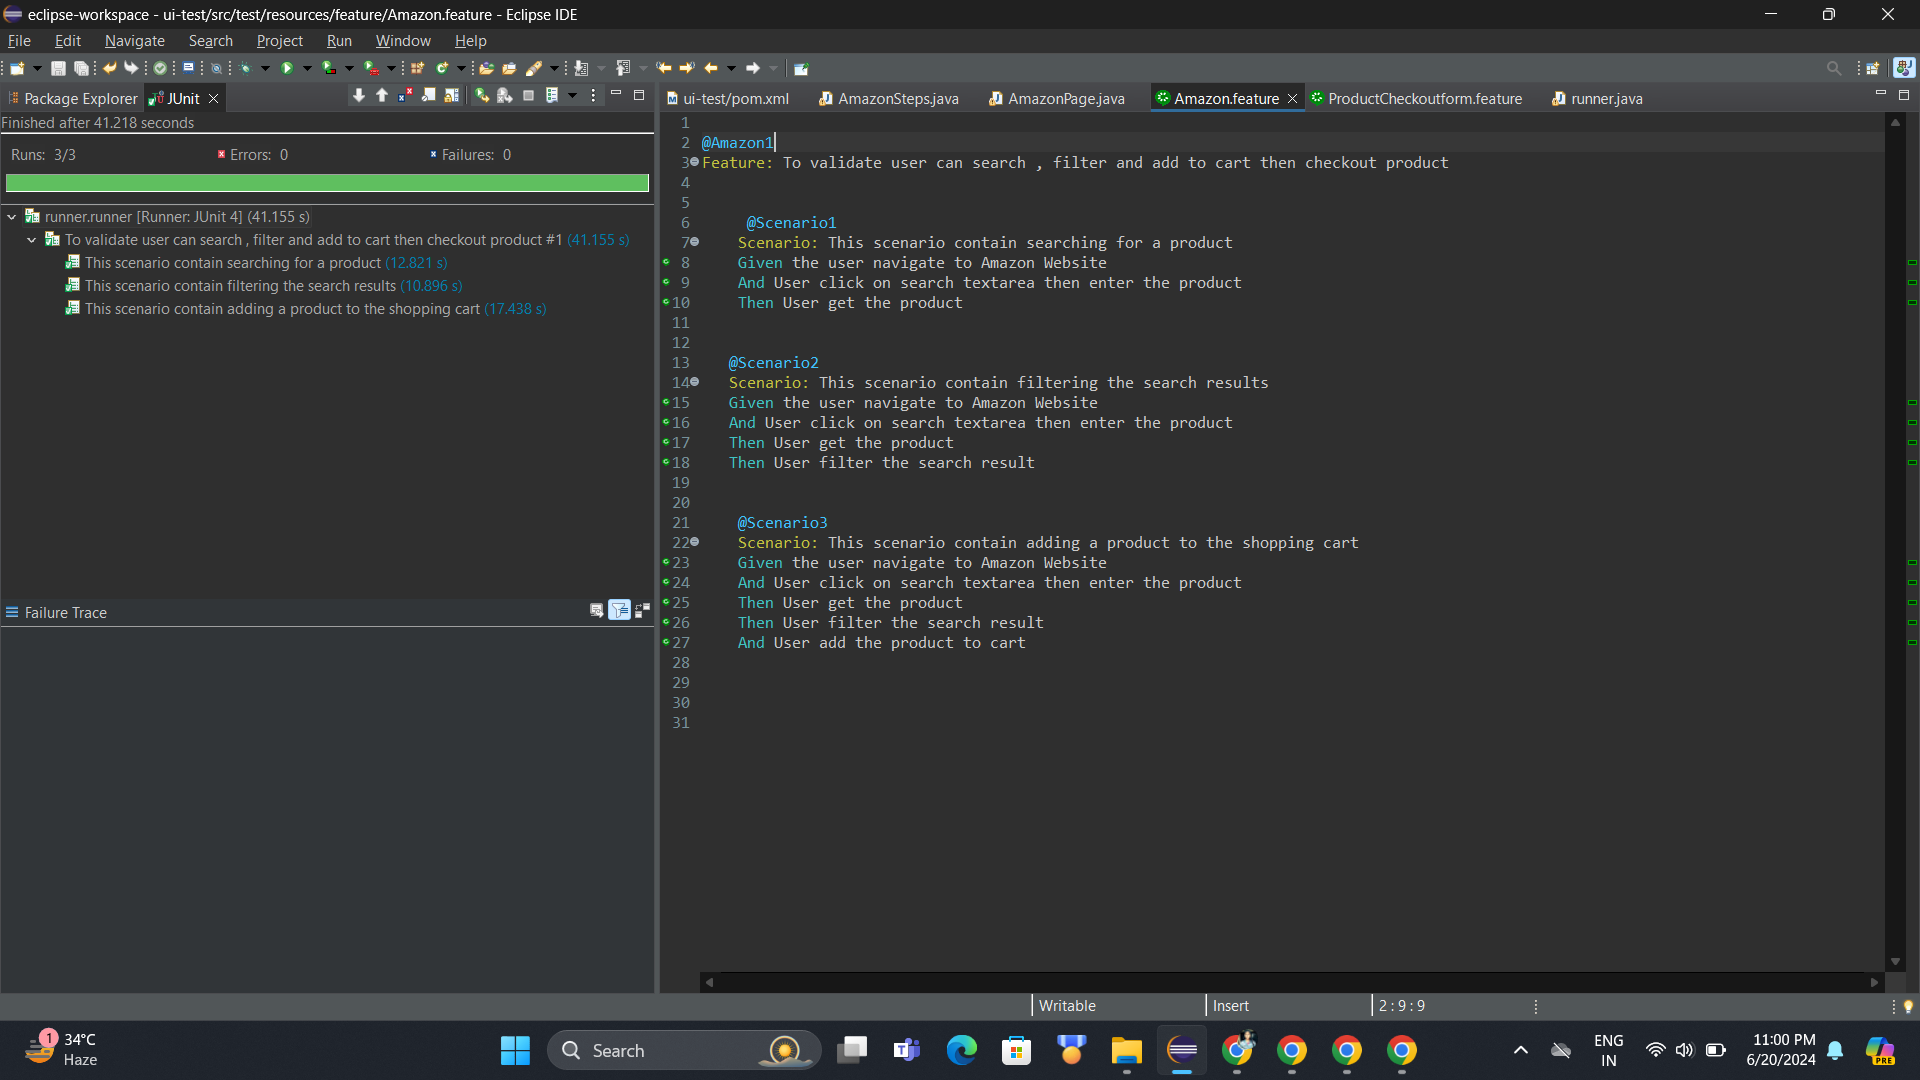 eclipse-workspace - ui-test/src/test/resources/feature/Amazon.feature - Eclipse IDE
File Edit Navigate Search Project Run Window Help
Package Explorer JUnit
ui-test/pom.xml AmazonSteps.java AmazonPage.java Amazon.feature ProductCheckoutform.feature runner.java
Finished after 41.218 seconds
Runs: 3/3 Errors: 0 Failures: 0
runner.runner [Runner: JUnit 4] (41.155 s)
To validate user can search , filter and add to cart then checkout product #1 (41.155 s)
This scenario contain searching for a product (12.821 s)
This scenario contain filtering the search results (10.896 s)
This scenario contain adding a product to the shopping cart (17.438 s)
Failure Trace
1
2 @Amazon1
3 Feature: To validate user can search , filter and add to cart then checkout product
4
5
6 @Scenario1
7 Scenario: This scenario contain searching for a product
8 Given the user navigate to Amazon Website
9 And User click on search textarea then enter the product
10 Then User get the product
11
12
13 @Scenario2
14 Scenario: This scenario contain filtering the search results
15 Given the user navigate to Amazon Website
16 And User click on search textarea then enter the product
17 Then User get the product
18 Then User filter the search result
19
20
21 @Scenario3
22 Scenario: This scenario contain adding a product to the shopping cart
23 Given the user navigate to Amazon Website
24 And User click on search textarea then enter the product
25 Then User get the product
26 Then User filter the search result
27 And User add the product to cart
28
29
30
31
Writable Insert 2 : 9 : 9
1 34°C
Haze
Search
ENG
IN
11:00 PM
6/20/2024
PRE